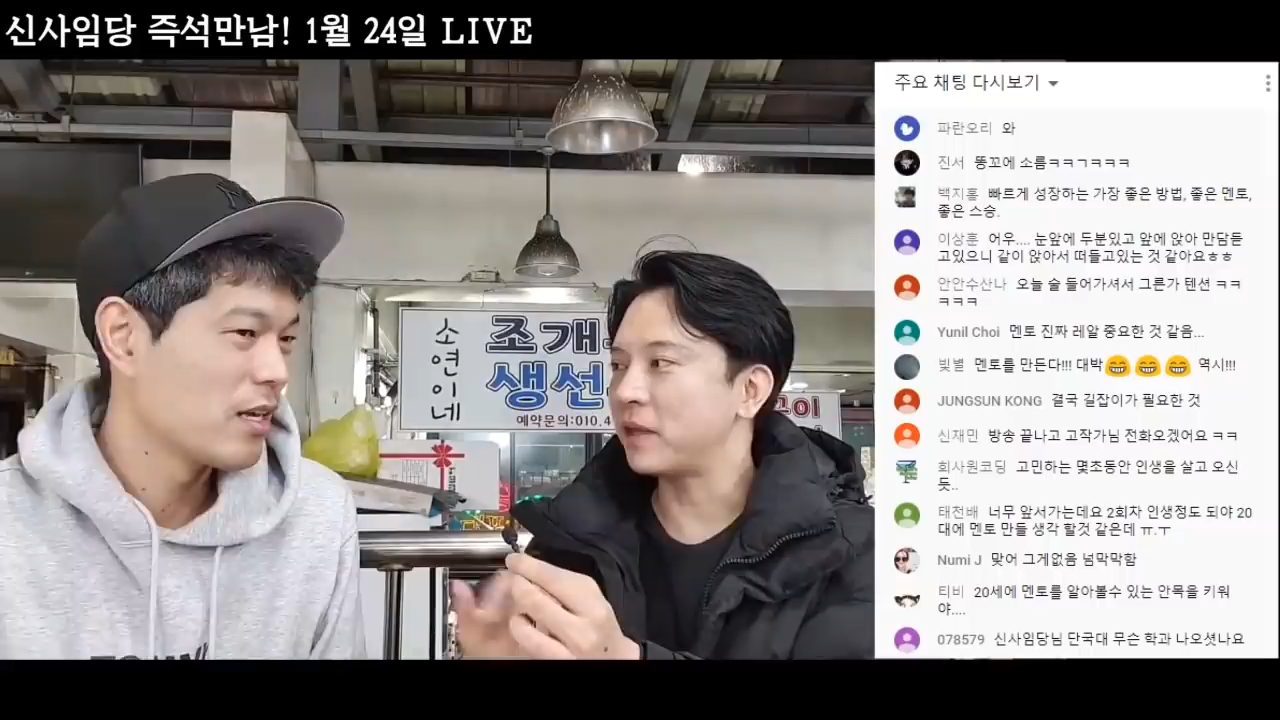 신사임당 즉석만남! 1월 24일 LIVE
소연이네
조개
생선
예약문의:010.4
구이
주요 채팅 다시보기
파란오리 와
진서 똥꼬에 소름ㅋㅋㄱㅋㅋㅋ
백지훙 빠르게 성장하는 가장 좋은 방법, 좋은 멘토,
좋은 스승.
이상훈 어우.... 눈앞에 두분있고 앞에 앉아 만담듣
고있으니 같이 앉아서 떠들고있는 것 같아요ㅎㅎ
안안수산나 오늘 술 들어가셔서 그른가 텐션 ㅋㅋ
ㅋㅋㅋ
Yunil Choi 멘토 진짜 레알 중요한 것 같음...
빛별 멘토를 만든다!!! 대박😁😁😁 역시!!!
JUNGSUN KONG 결국 길잡이가 필요한 것
신재민 방송 끝나고 고작가님 전화오겠어요 ㅋㅋ
회사원코딩 고민하는 몇초동안 인생을 살고 오신
듯..
태전배 너무 앞서가는데요 2회차 인생정도 되야 20
대에 멘토 만들 생각 할것 같은데 ㅠ.ㅜ
Numi J 맞어 그게없음 넘막막함
티비 20세에 멘토를 알아볼수 있는 안목을 키워
야....
078579 신사임당님 단국대 무슨 학과 나오셧나요